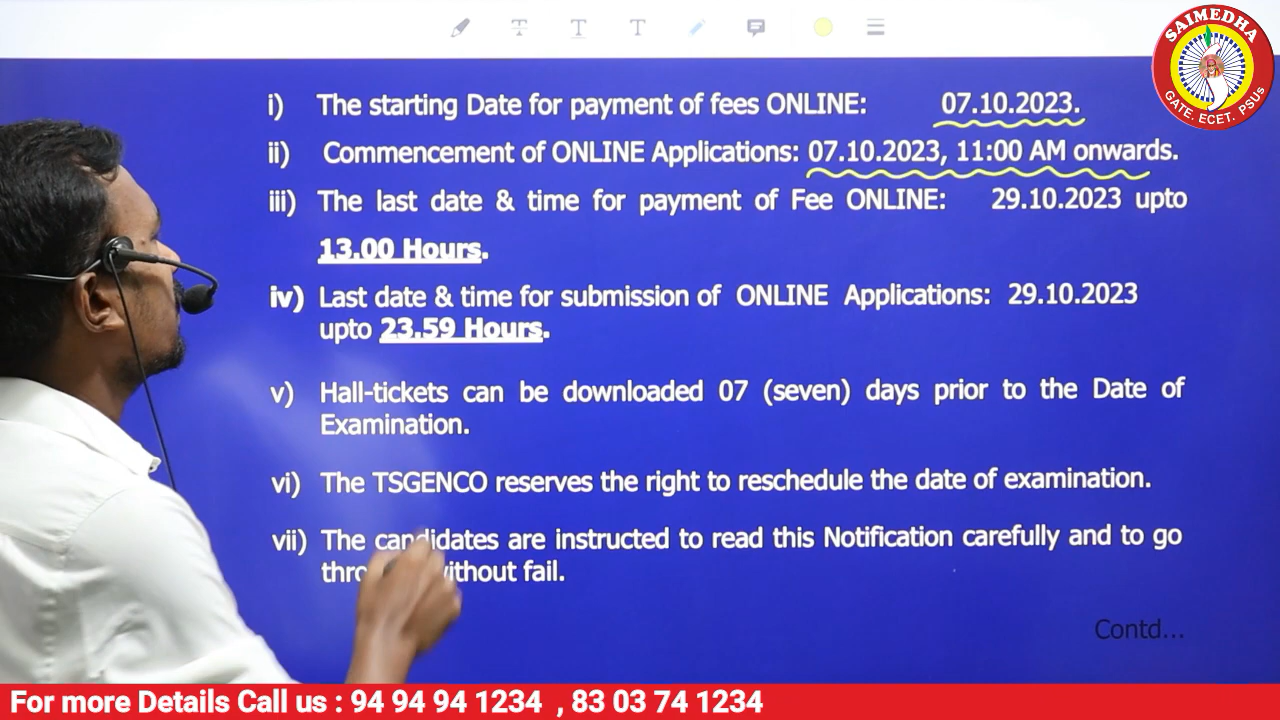 SAIMEDHA
GATE. ECET. PSUs
i) The starting Date for payment of fees ONLINE: 07.10.2023.
ii) Commencement of ONLINE Applications: 07.10.2023, 11:00 AM onwards.
iii) The last date & time for payment of Fee ONLINE: 29.10.2023 upto
13.00 Hours.
iv) Last date & time for submission of ONLINE Applications: 29.10.2023
upto 23.59 Hours.
v) Hall-tickets can be downloaded 07 (seven) days prior to the Date of
Examination.
vi) The TSGENCO reserves the right to reschedule the date of examination.
vii) The candidates are instructed to read this Notification carefully and to go
without fail.
Contd...
For more Details Call us : 94 94 94 1234 , 83 03 74 1234